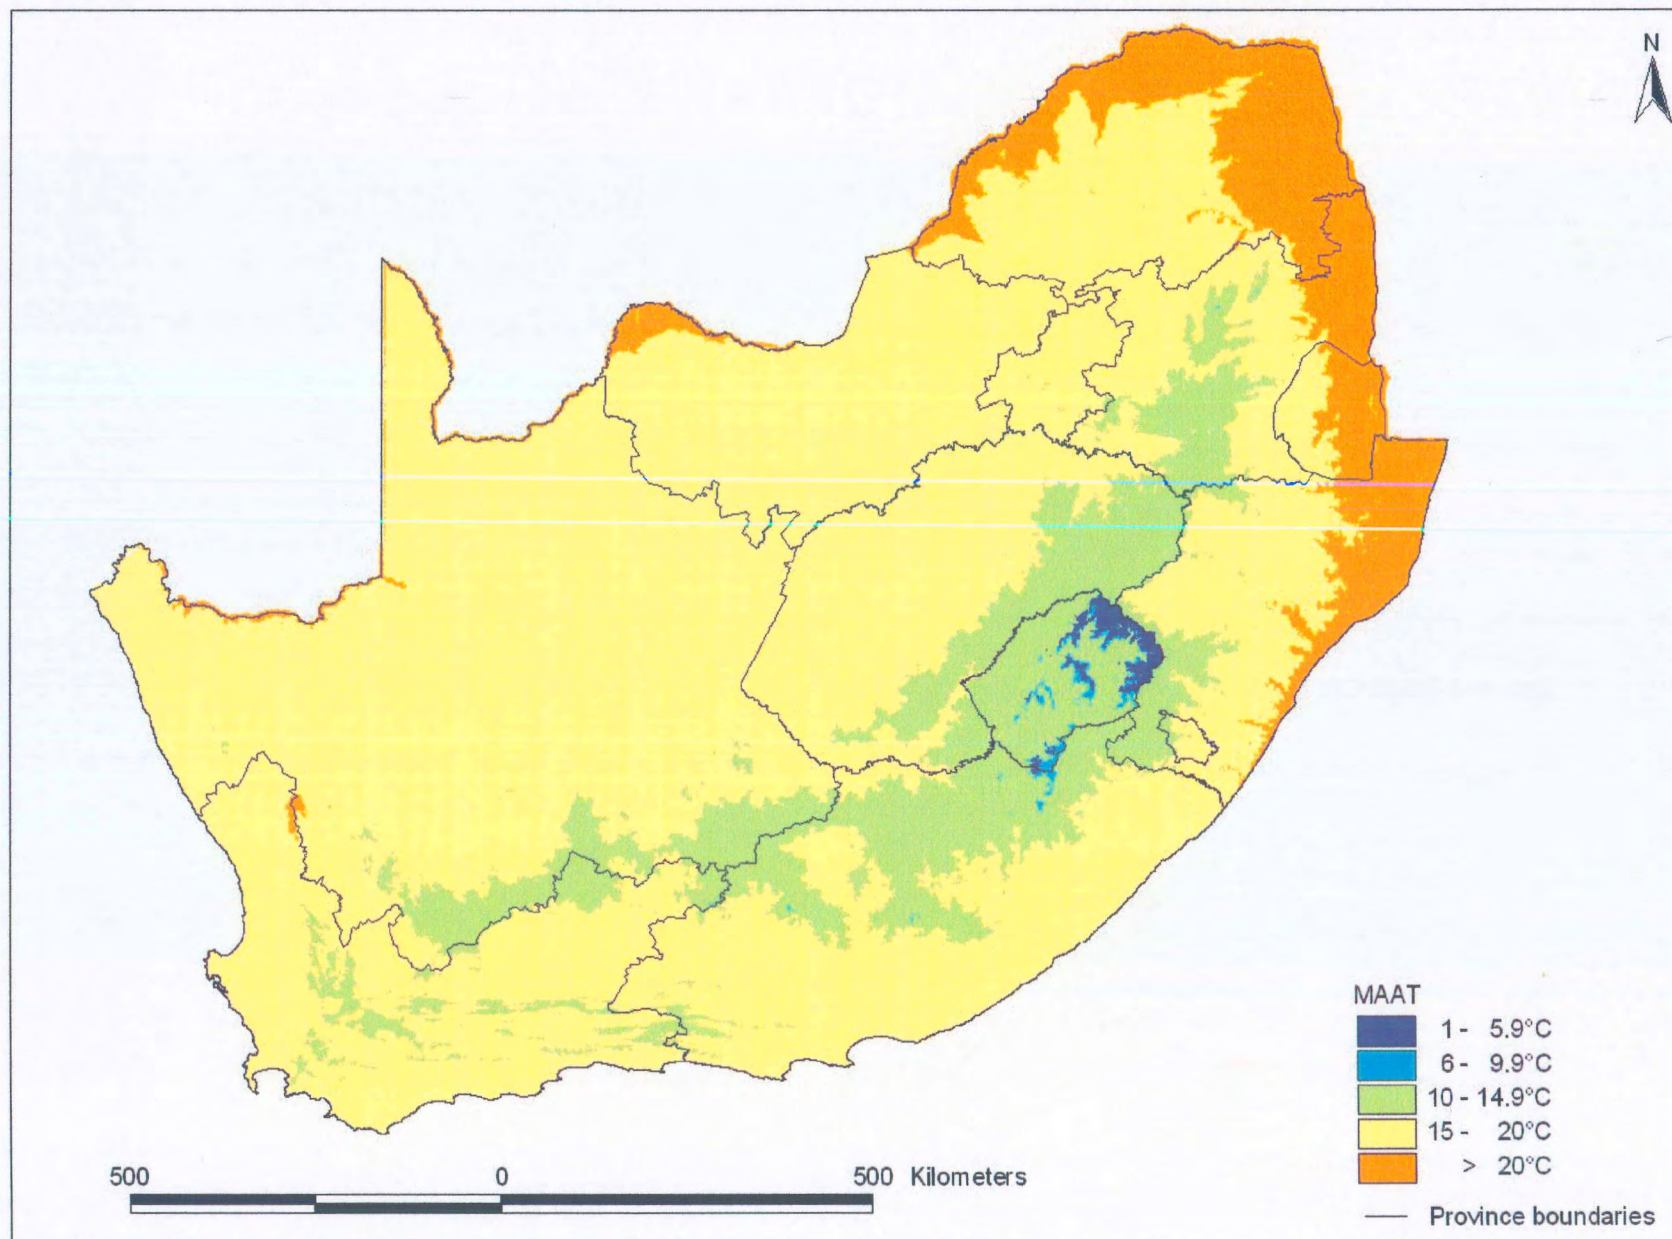 N
MAAT
1 - 5.9°C
6 - 9.9°C
10 - 14.9°C
15 - 20°C
> 20°C
Province boundaries
500 0 500 Kilometers